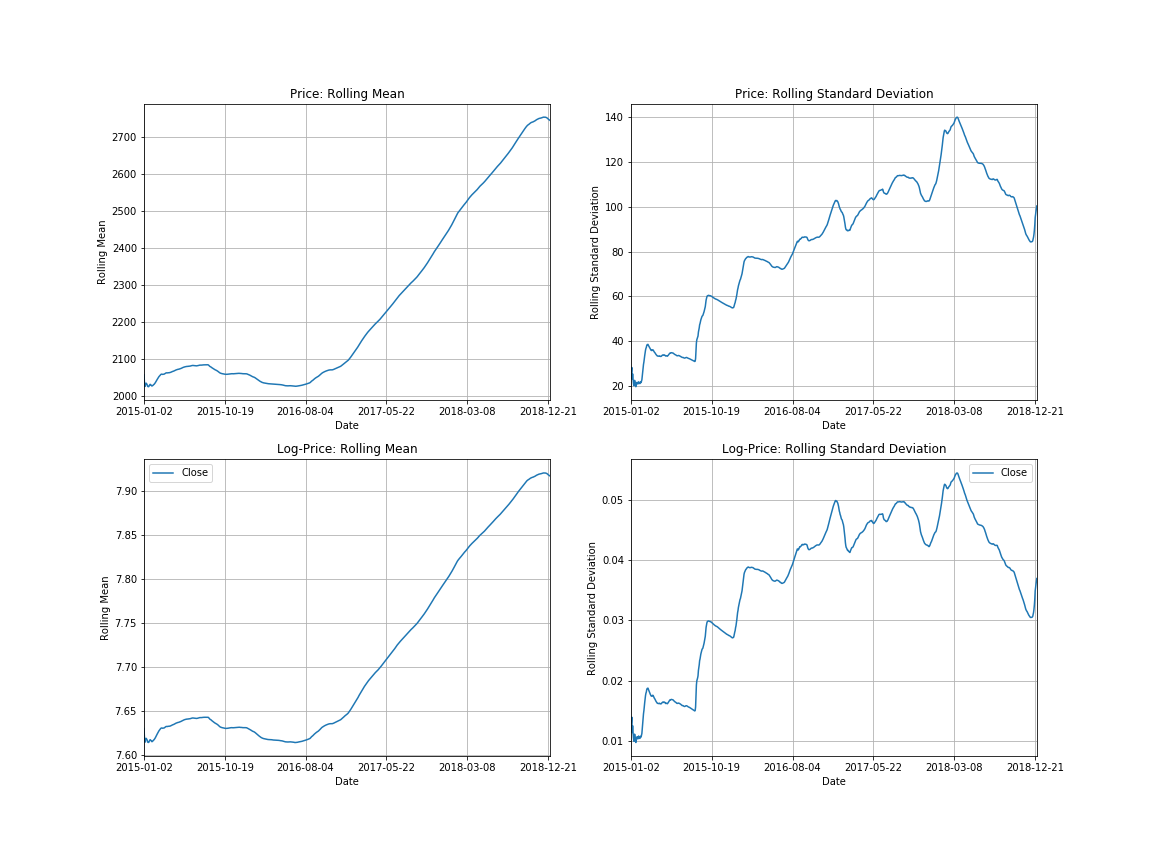 Price: Rolling Mean
Rolling Mean
2700
2600
2500
2400
2300
2200
2100
2000
2015-01-02 2015-10-19 2016-08-04 2017-05-22 2018-03-08 2018-12-21
Date
Price: Rolling Standard Deviation
Rolling Standard Deviation
140
120
100
80
60
40
20
2015-01-02 2015-10-19 2016-08-04 2017-05-22 2018-03-08 2018-12-21
Date
Log-Price: Rolling Mean
Close
Rolling Mean
7.90
7.85
7.80
7.75
7.70
7.65
7.60
2015-01-02 2015-10-19 2016-08-04 2017-05-22 2018-03-08 2018-12-21
Date
Log-Price: Rolling Standard Deviation
Close
Rolling Standard Deviation
0.05
0.04
0.03
0.02
0.01
2015-01-02 2015-10-19 2016-08-04 2017-05-22 2018-03-08 2018-12-21
Date